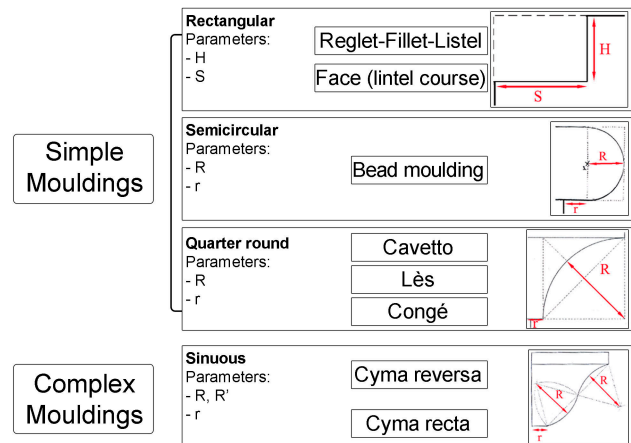 Simple
Mouldings
Rectangular
Parameters:
- H
- S
Reglet-Fillet-Listel
Face (lintel course)
H
S
Semicircular
Parameters:
- R
- r
Bead moulding
R
r
Quarter round
Parameters:
- R
- r
Cavetto
Lès
Congé
R
r
Complex
Mouldings
Sinuous
Parameters:
- R, R’
- r
Cyma reversa
Cyma recta
R
R
r